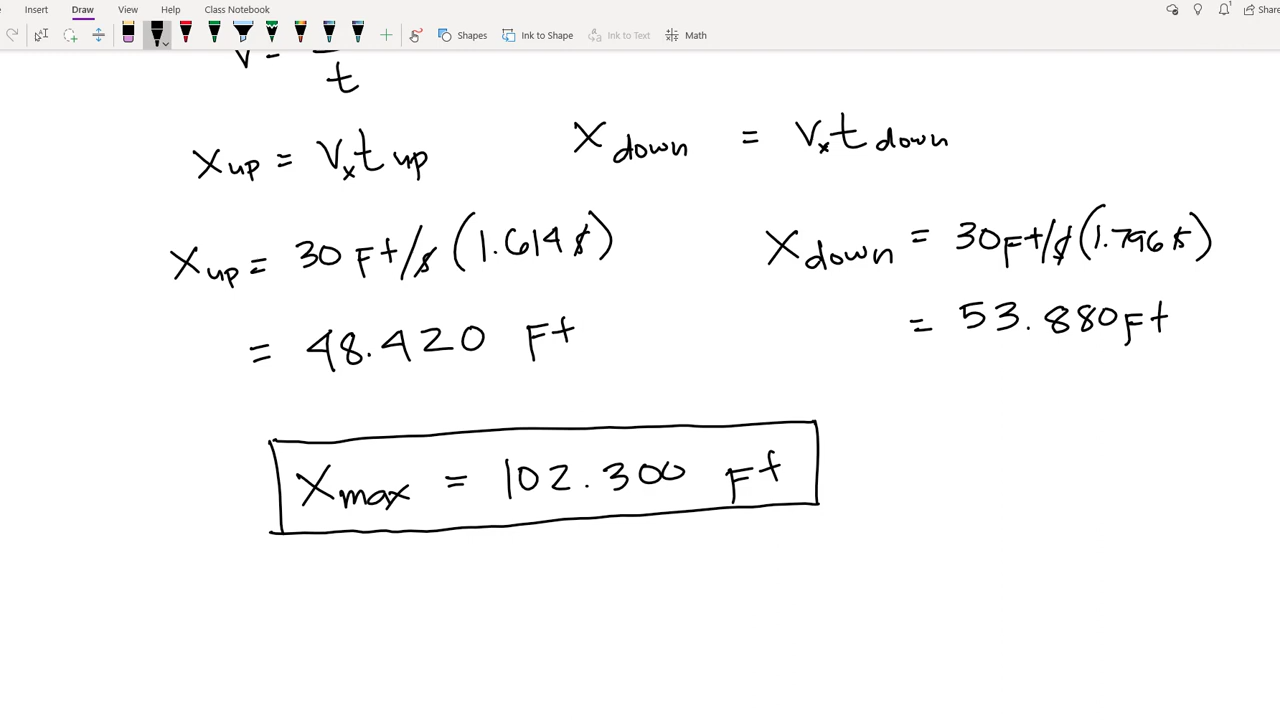 Insert Draw View Help Class Notebook Share
Shapes Ink to Shape Ink to Text Math
V =
t
Xup = Vxt up
Xdown = Vxt down
Xup = 30 Ft/s (1.614 s)
Xdown = 30 Ft/s (1.796 s)
= 48.420 Ft
= 53.880 Ft
Xmax = 102.300 Ft